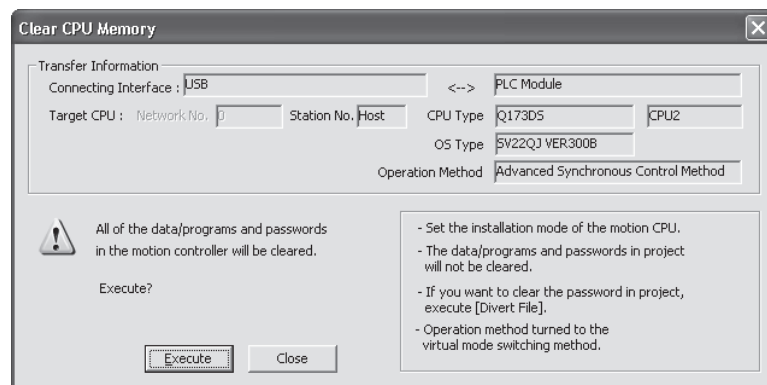 Clear CPU Memory
Transfer Information
Connecting Interface : USB <--> PLC Module
Target CPU : Network No. 0 Station No. Host CPU Type Q173DS CPU2
OS Type SV22QJ VER300B
Operation Method Advanced Synchronous Control Method
All of the data/programs and passwords
in the motion controller will be cleared.
Execute?
- Set the installation mode of the motion CPU.
- The data/programs and passwords in project
will not be cleared.
- If you want to clear the password in project,
execute [Divert File].
- Operation method turned to the
virtual mode switching method.
Execute Close